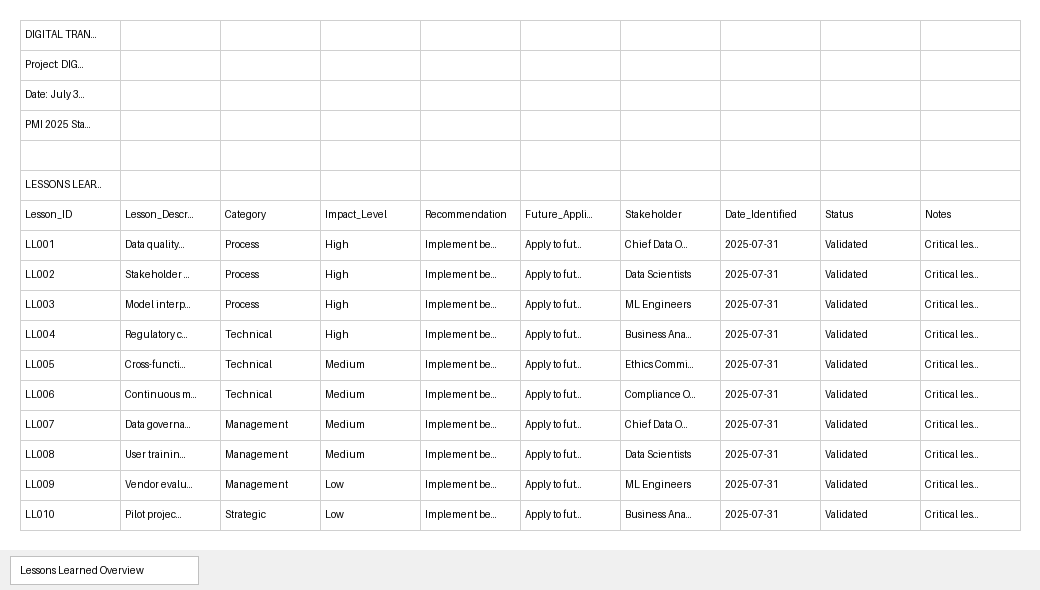 DIGITAL TRAN...
Project: DIG...
Date: July 3...
PMI 2025 Sta...
LESSONS LEAR...
Lesson_ID Lesson_Descr... Category Impact_Level Recommendation Future_Appli... Stakeholder Date_Identified Status Notes
LL001 Data quality... Process High Implement be... Apply to fut... Chief Data O... 2025-07-31 Validated Critical les...
LL002 Stakeholder ... Process High Implement be... Apply to fut... Data Scientists 2025-07-31 Validated Critical les...
LL003 Model interp... Process High Implement be... Apply to fut... ML Engineers 2025-07-31 Validated Critical les...
LL004 Regulatory c... Technical High Implement be... Apply to fut... Business Ana... 2025-07-31 Validated Critical les...
LL005 Cross-functi... Technical Medium Implement be... Apply to fut... Ethics Commi... 2025-07-31 Validated Critical les...
LL006 Continuous m... Technical Medium Implement be... Apply to fut... Compliance O... 2025-07-31 Validated Critical les...
LL007 Data governa... Management Medium Implement be... Apply to fut... Chief Data O... 2025-07-31 Validated Critical les...
LL008 User trainin... Management Medium Implement be... Apply to fut... Data Scientists 2025-07-31 Validated Critical les...
LL009 Vendor evalu... Management Low Implement be... Apply to fut... ML Engineers 2025-07-31 Validated Critical les...
LL010 Pilot projec... Strategic Low Implement be... Apply to fut... Business Ana... 2025-07-31 Validated Critical les...
Lessons Learned Overview